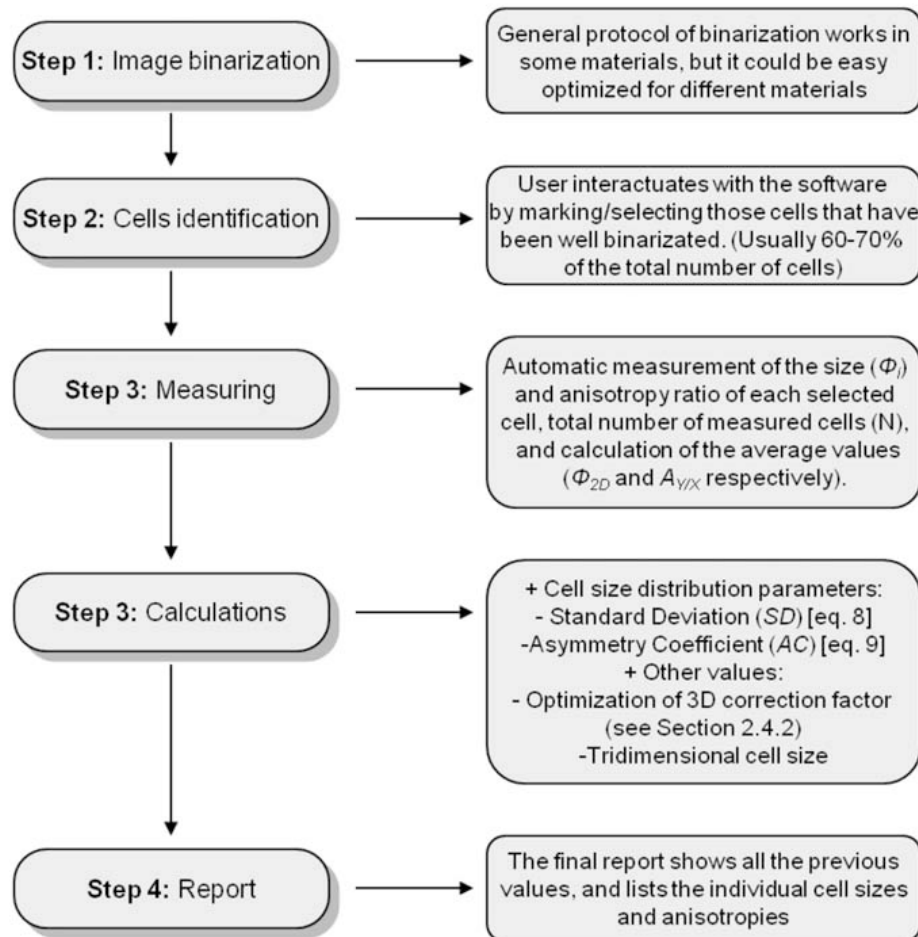 Step 1: Image binarization
General protocol of binarization works in
some materials, but it could be easy
optimized for different materials
Step 2: Cells identification
User interactuates with the software
by marking/selecting those cells that have
been well binarizated. (Usually 60-70%
of the total number of cells)
Step 3: Measuring
Automatic measurement of the size (Φi)
and anisotropy ratio of each selected
cell, total number of measured cells (N),
and calculation of the average values
(Φ2D and AY/X respectively).
Step 3: Calculations
+ Cell size distribution parameters:
- Standard Deviation (SD) [eq. 8]
-Asymmetry Coefficient (AC) [eq. 9]
+ Other values:
- Optimization of 3D correction factor
(see Section 2.4.2)
-Tridimensional cell size
Step 4: Report
The final report shows all the previous
values, and lists the individual cell sizes
and anisotropies